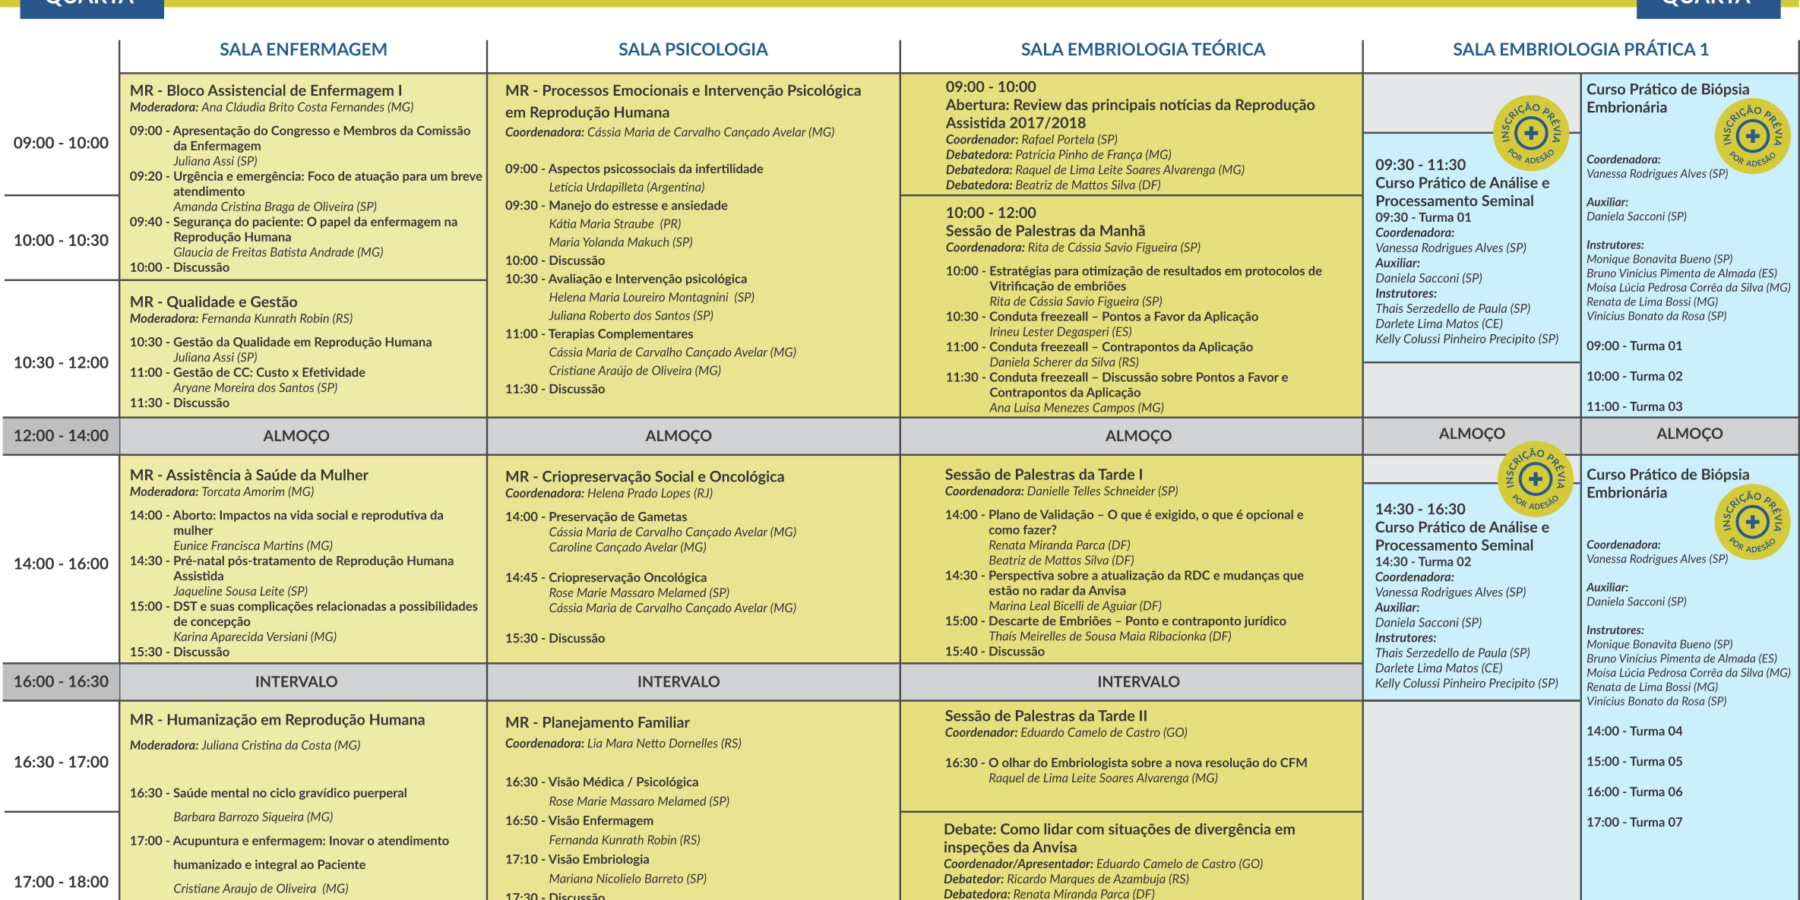 QUARTA
QUARTA
SALA ENFERMAGEM
SALA PSICOLOGIA
SALA EMBRIOLOGIA TEÓRICA
SALA EMBRIOLOGIA PRÁTICA 1
09:00 - 10:00
10:00 - 10:30
10:30 - 12:00
MR - Bloco Assistencial de Enfermagem I
Moderadora: Ana Cláudia Brito Costa Fernandes (MG)
09:00 - Apresentação do Congresso e Membros da Comissão
da Enfermagem
Juliana Assi (SP)
09:20 - Urgência e emergência: Foco de atuação para um breve
atendimento
Amanda Cristina Braga de Oliveira (SP)
09:40 - Segurança do paciente: O papel da enfermagem na
Reprodução Humana
Glaucia de Freitas Batista Andrade (MG)
10:00 - Discussão
MR - Qualidade e Gestão
Moderadora: Fernanda Kunrath Robin (RS)
10:30 - Gestão da Qualidade em Reprodução Humana
Juliana Assi (SP)
11:00 - Gestão de CC: Custo x Efetividade
Aryane Moreira dos Santos (SP)
11:30 - Discussão
MR - Processos Emocionais e Intervenção Psicológica
em Reprodução Humana
Coordenadora: Cássia Maria de Carvalho Cançado Avelar (MG)
09:00 - Aspectos psicossociais da infertilidade
Letícia Urdapilleta (Argentina)
09:30 - Manejo do estresse e ansiedade
Kátia Maria Straube (PR)
Maria Yolanda Makuch (SP)
10:00 - Discussão
10:30 - Avaliação e Intervenção psicológica
Helena Maria Loureiro Montagnini (SP)
Juliana Roberto dos Santos (SP)
11:00 - Terapias Complementares
Cássia Maria de Carvalho Cançado Avelar (MG)
Cristiane Araújo de Oliveira (MG)
11:30 - Discussão
09:00 - 10:00
Abertura: Review das principais notícias da Reprodução
Assistida 2017/2018
Coordenador: Rafael Portela (SP)
Debatedora: Patrícia Pinho de França (MG)
Debatedora: Raquel de Lima Leite Soares Alvarenga (MG)
Debatedora: Beatriz de Mattos Silva (DF)
10:00 - 12:00
Sessão de Palestras da Manhã
Coordenadora: Rita de Cássia Savio Figueira (SP)
10:00 - Estratégias para otimização de resultados em protocolos de
Vitrificação de embriões
Rita de Cássia Savio Figueira (SP)
10:30 - Conduta freezeall – Pontos a Favor da Aplicação
Irineu Lester Degasperi (ES)
11:00 - Conduta freezeall – Contrapontos da Aplicação
Daniela Scherer da Silva (RS)
11:30 - Conduta freezeall – Discussão sobre Pontos a Favor e
Contrapontos da Aplicação
Ana Luisa Menezes Campos (MG)
INSCRIÇÃO PRÉVIA
POR ADESÃO
09:30 - 11:30
Curso Prático de Análise e
Processamento Seminal
09:30 - Turma 01
Coordenadora:
Vanessa Rodrigues Alves (SP)
Auxiliar:
Daniela Sacconi (SP)
Instrutores:
Thais Serzedello de Paula (SP)
Darlete Lima Matos (CE)
Kelly Colussi Pinheiro Precipito (SP)
Curso Prático de Biópsia
Embrionária
INSCRIÇÃO PRÉVIA
POR ADESÃO
Coordenadora:
Vanessa Rodrigues Alves (SP)
Auxiliar:
Daniela Sacconi (SP)
Instrutores:
Monique Bonavita Bueno (SP)
Bruno Vinícius Pimenta de Almada (ES)
Moísa Lúcia Pedrosa Corrêa da Silva (MG)
Renata de Lima Bossi (MG)
Vinícius Bonato da Rosa (SP)
09:00 - Turma 01
10:00 - Turma 02
11:00 - Turma 03
12:00 - 14:00
ALMOÇO
ALMOÇO
ALMOÇO
ALMOÇO
ALMOÇO
14:00 - 16:00
MR - Assistência à Saúde da Mulher
Moderadora: Torcata Amorim (MG)
14:00 - Aborto: Impactos na vida social e reprodutiva da
mulher
Eunice Francisca Martins (MG)
14:30 - Pré-natal pós-tratamento de Reprodução Humana
Assistida
Jaqueline Sousa Leite (SP)
15:00 - DST e suas complicações relacionadas a possibilidades
de concepção
Karina Aparecida Versiani (MG)
15:30 - Discussão
MR - Criopreservação Social e Oncológica
Coordenadora: Helena Prado Lopes (RJ)
14:00 - Preservação de Gametas
Cássia Maria de Carvalho Cançado Avelar (MG)
Caroline Cançado Avelar (MG)
14:45 - Criopreservação Oncológica
Rose Marie Massaro Melamed (SP)
Cássia Maria de Carvalho Cançado Avelar (MG)
15:30 - Discussão
Sessão de Palestras da Tarde I
Coordenadora: Danielle Telles Schneider (SP)
14:00 - Plano de Validação – O que é exigido, o que é opcional e
como fazer?
Renata Miranda Parca (DF)
Beatriz de Mattos Silva (DF)
14:30 - Perspectiva sobre a atualização da RDC e mudanças que
estão no radar da Anvisa
Marina Leal Bicelli de Aguiar (DF)
15:00 - Descarte de Embriões – Ponto e contraponto jurídico
Thaís Meirelles de Sousa Maia Ribacionka (DF)
15:40 - Discussão
INSCRIÇÃO PRÉVIA
POR ADESÃO
14:30 - 16:30
Curso Prático de Análise e
Processamento Seminal
14:30 - Turma 02
Coordenadora:
Vanessa Rodrigues Alves (SP)
Auxiliar:
Daniela Sacconi (SP)
Instrutores:
Thais Serzedello de Paula (SP)
Darlete Lima Matos (CE)
Kelly Colussi Pinheiro Precipito (SP)
Curso Prático de Biópsia
Embrionária
INSCRIÇÃO PRÉVIA
POR ADESÃO
Coordenadora:
Vanessa Rodrigues Alves (SP)
Auxiliar:
Daniela Sacconi (SP)
Instrutores:
Monique Bonavita Bueno (SP)
Bruno Vinícius Pimenta de Almada (ES)
Moísa Lúcia Pedrosa Corrêa da Silva (MG)
Renata de Lima Bossi (MG)
Vinícius Bonato da Rosa (SP)
14:00 - Turma 04
15:00 - Turma 05
16:00 - Turma 06
17:00 - Turma 07
16:00 - 16:30
INTERVALO
INTERVALO
INTERVALO
16:30 - 17:00
17:00 - 18:00
MR - Humanização em Reprodução Humana
Moderadora: Juliana Cristina da Costa (MG)
16:30 - Saúde mental no ciclo gravídico puerperal
Barbara Barrozo Siqueira (MG)
17:00 - Acupuntura e enfermagem: Inovar o atendimento
humanizado e integral ao Paciente
Cristiane Araujo de Oliveira (MG)
MR - Planejamento Familiar
Coordenadora: Lia Mara Netto Dornelles (RS)
16:30 - Visão Médica / Psicológica
Rose Marie Massaro Melamed (SP)
16:50 - Visão Enfermagem
Fernanda Kunrath Robin (RS)
17:10 - Visão Embriologia
Mariana Nicolielo Barreto (SP)
17:30 - Discussão
Sessão de Palestras da Tarde II
Coordenador: Eduardo Camelo de Castro (GO)
16:30 - O olhar do Embriologista sobre a nova resolução do CFM
Raquel de Lima Leite Soares Alvarenga (MG)
Debate: Como lidar com situações de divergência em
inspeções da Anvisa
Coordenador/Apresentador: Eduardo Camelo de Castro (GO)
Debatedor: Ricardo Marques de Azambuja (RS)
Debatedora: Renata Miranda Parca (DF)